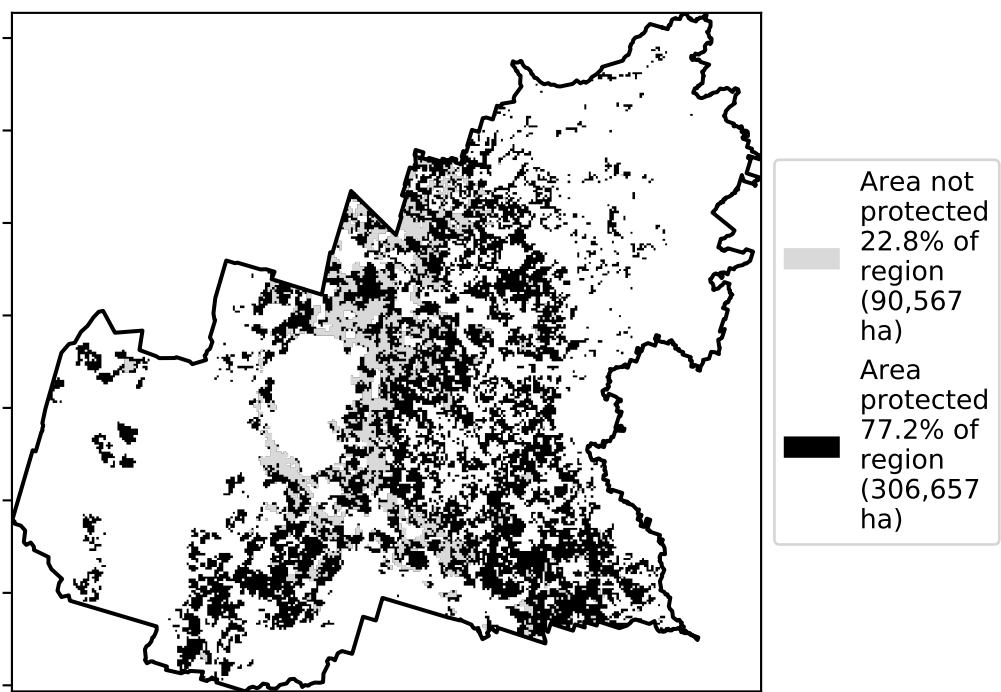 Area not
protected
22.8% of
region
(90,567
ha)
Area
protected
77.2% of
region
(306,657
ha)